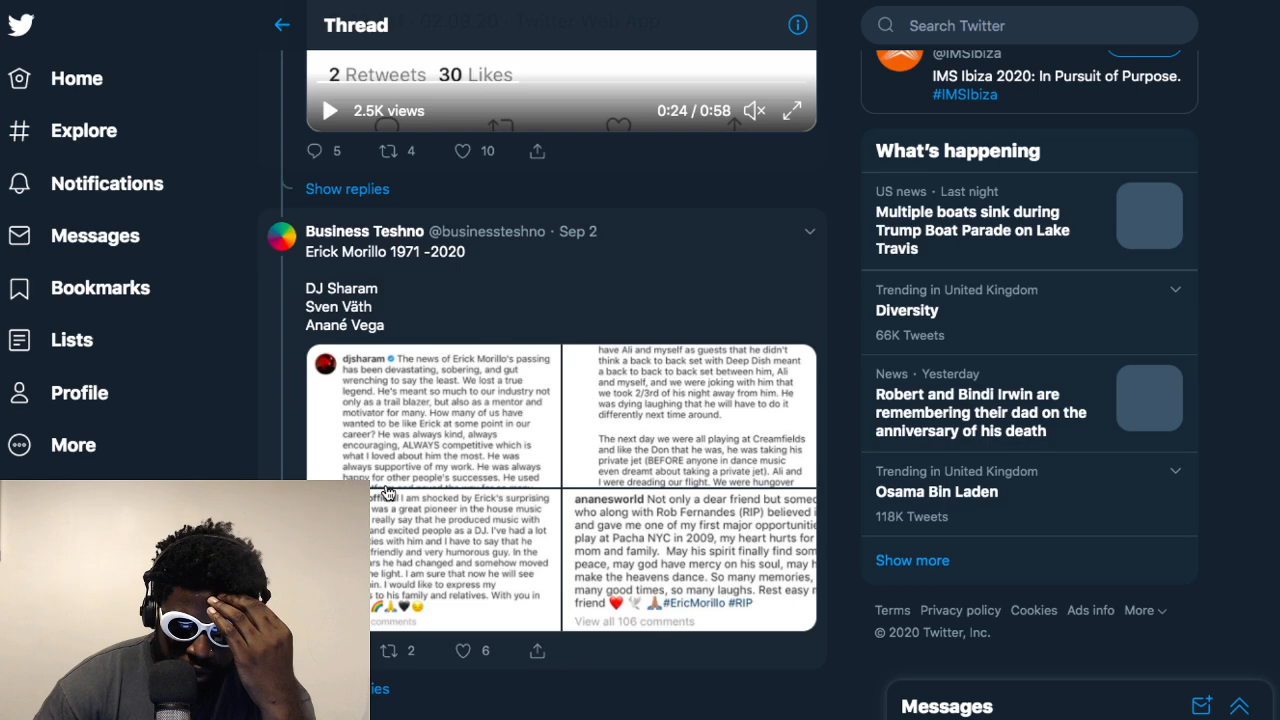 Home
Explore
Notifications
Messages
Bookmarks
Lists
Profile
More
Thread
2 Retweets 30 Likes
2.5K views
0:24 / 0:58
5
4
10
Show replies
Business Teshno @businesteshno · Sep 2
Erick Morillo 1971 -2020
DJ Sharam
Sven Väth
Anané Vega
djsharam The news of Erick Morillo's passing
has been devastating, sobering, and gut
wrenching to say the least. We lost a true
legend. He's meant so much to our industry not
only as a trail blazer, but also as a mentor and
motivator for many. How many of us have
wanted to be like Erick at some point in our
career? He was always kind, always
encouraging, ALWAYS competitive which is
what I loved about him the most. He was
always supportive of my work. He was always
happy for other people's successes. He used
have Ali and myself as guests that he didn't
think a back to back set with Deep Dish meant
a back to back to back set between him, Ali
and myself, and we were joking with him that
we took 2/3rd of his night away from him. He
was dying laughing that he will have to do it
differently next time around.
The next day we were all playing at Creamfields
and like the Don that he was, he was taking his
private jet (BEFORE anyone in dance music
even dreamt about taking a private jet). Ali and
I were dreading our flight. We were hungover
I am shocked by Erick's surprising
was a great pioneer in the house music
really say that he produced music with
and excited people as a DJ. I've had a lot
ties with him and I have to say that he
friendly and very humorous guy. In the
rs he had changed and somehow moved
he light. I am sure that now he will see
in. I would like to express my
s to his family and relatives. With you in
🌈🙏🖤😔
comments
ananesworld Not only a dear friend but someo
who along with Rob Fernandes (RIP) believed i
and gave me one of my first major opportunitie
play at Pacha NYC in 2009, my heart hurts for
mom and family. May his spirit finally find som
peace, may god have mercy on his soul, may h
make the heavens dance. So many memories,
many good times, so many laughs. Rest easy r
friend ❤️ 🕊️ 🙏🏾#EricMorillo #RIP
View all 106 comments
2
6
ies
Search Twitter
@IMSIbiza
IMS Ibiza 2020: In Pursuit of Purpose.
#IMSIbiza
What's happening
US news · Last night
Multiple boats sink during
Trump Boat Parade on Lake
Travis
Trending in United Kingdom
Diversity
66K Tweets
News · Yesterday
Robert and Bindi Irwin are
remembering their dad on the
anniversary of his death
Trending in United Kingdom
Osama Bin Laden
118K Tweets
Show more
Terms Privacy policy Cookies Ads info More
© 2020 Twitter, Inc.
Messages